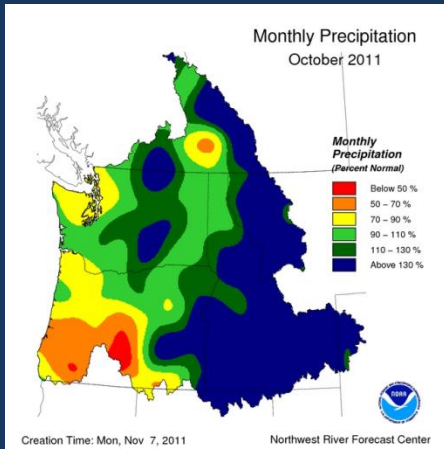 Monthly Precipitation
October 2011
Monthly
Precipitation
(Percent Normal)
Below 50 %
50 - 70 %
70 - 90 %
90 - 110 %
110 - 130 %
Above 130 %
NOAA
Creation Time: Mon, Nov 7, 2011
Northwest River Forecast Center